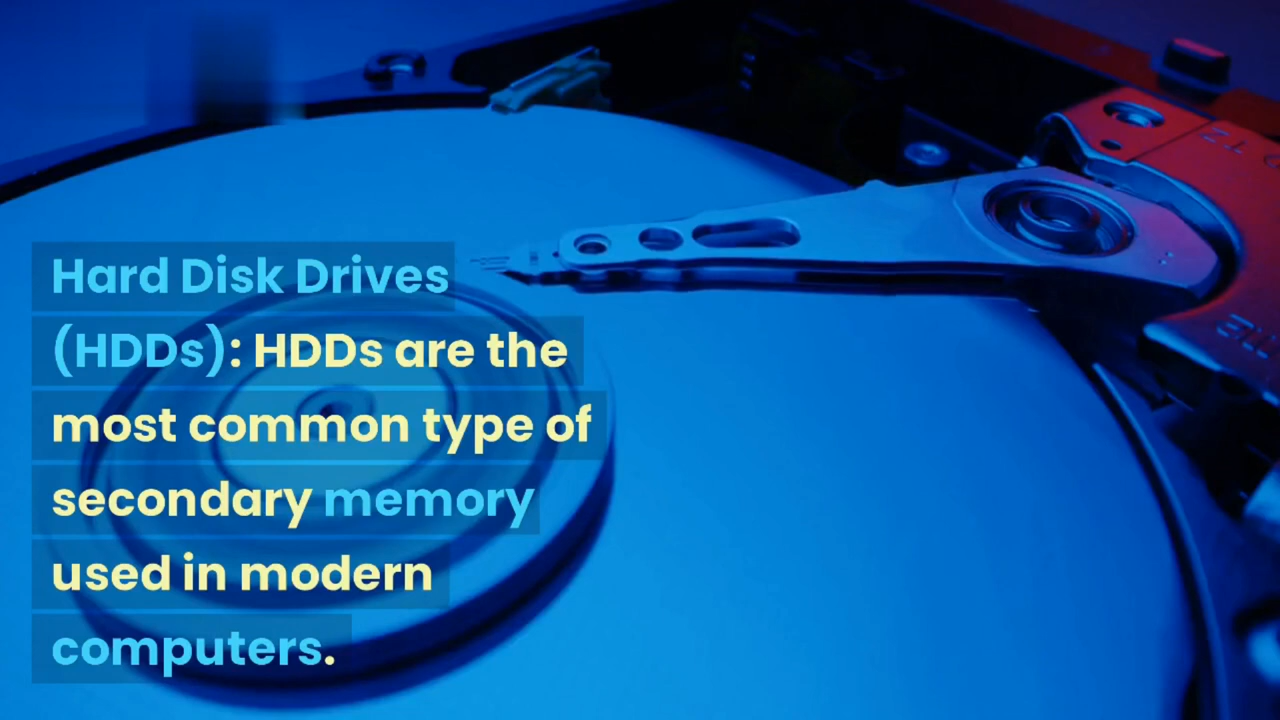 Hard Disk Drives
(HDDs): HDDs are the
most common type of
secondary memory
used in modern
computers.